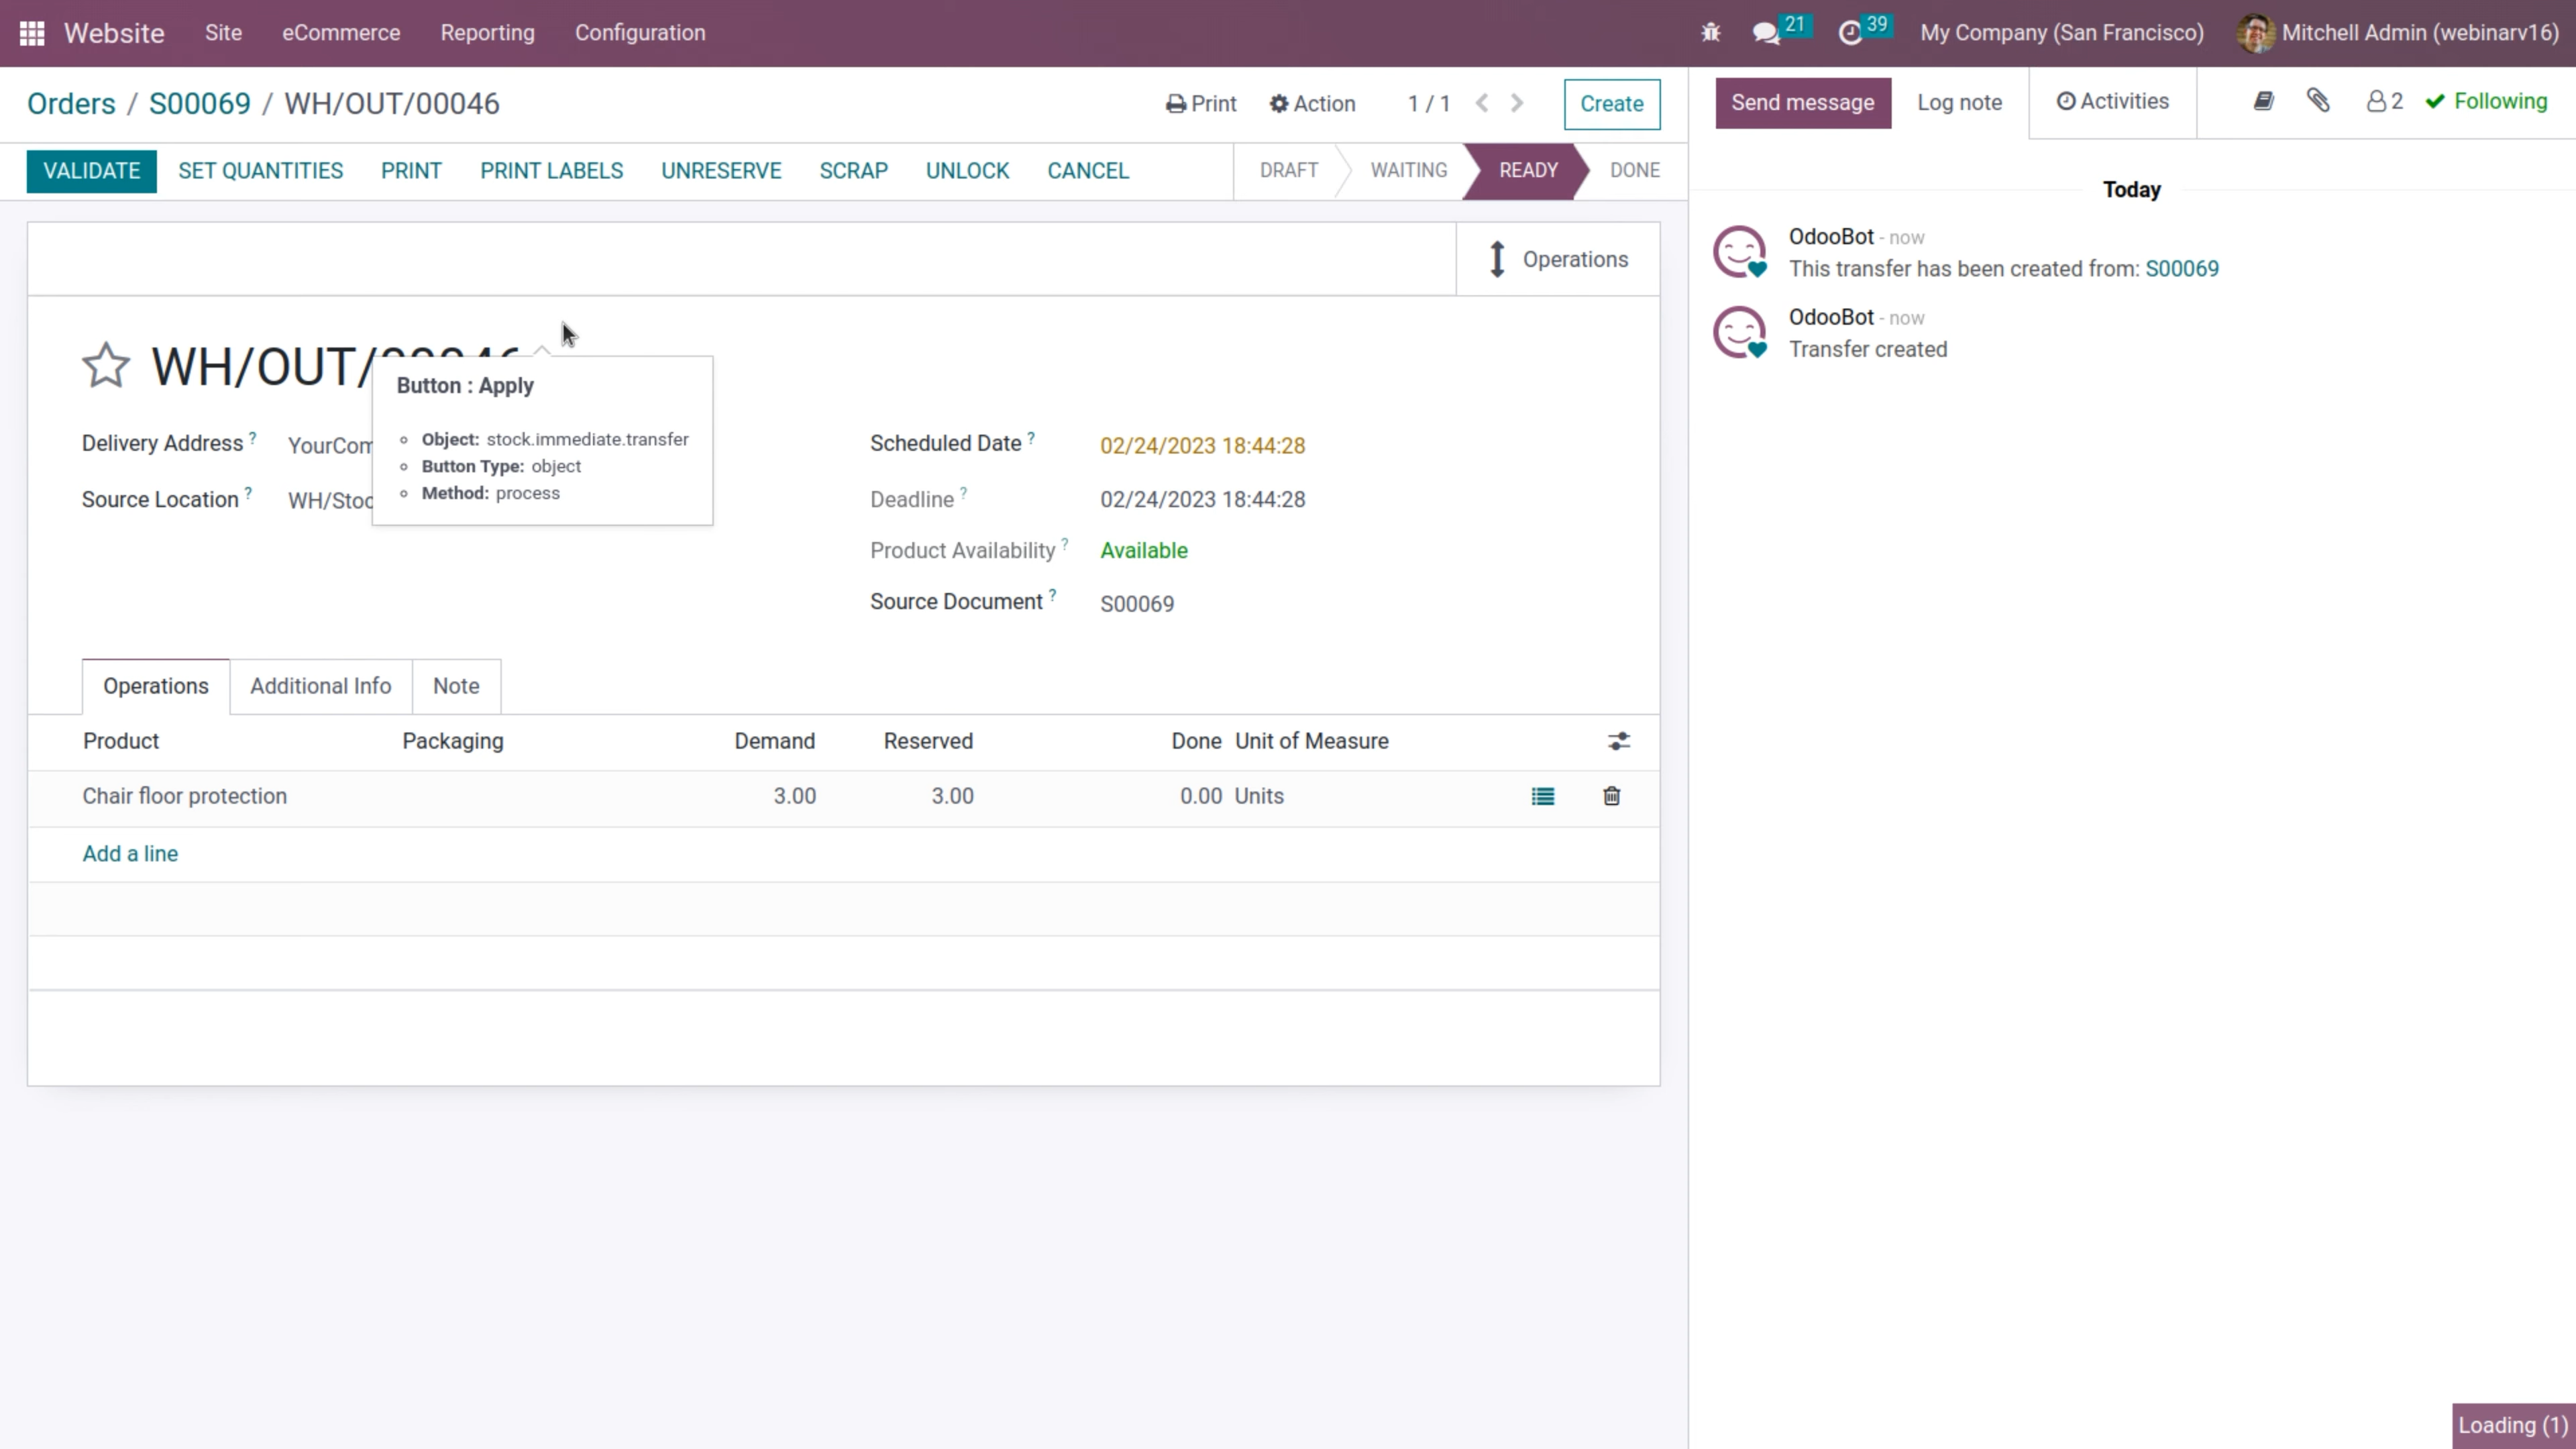 Website Site eCommerce Reporting Configuration 21 39 My Company (San Francisco) Mitchell Admin (webinarv16)
Orders / S00069 / WH/OUT/00046 Print Action 1 / 1 Create
Send message Log note Activities 2 Following
VALIDATE SET QUANTITIES PRINT PRINT LABELS UNRESERVE SCRAP UNLOCK CANCEL DRAFT WAITING READY DONE
Today
OdooBot - now
This transfer has been created from: S00069
OdooBot - now
Transfer created
Operations
WH/OUT/00046
Button : Apply
Object: stock.immediate.transfer
Button Type: object
Method: process
Delivery Address ? YourCom
Source Location ? WH/Stoc
Scheduled Date ? 02/24/2023 18:44:28
Deadline ? 02/24/2023 18:44:28
Product Availability ? Available
Source Document ? S00069
Operations Additional Info Note
Product Packaging Demand Reserved Done Unit of Measure
Chair floor protection 3.00 3.00 0.00 Units
Add a line
Loading (1)